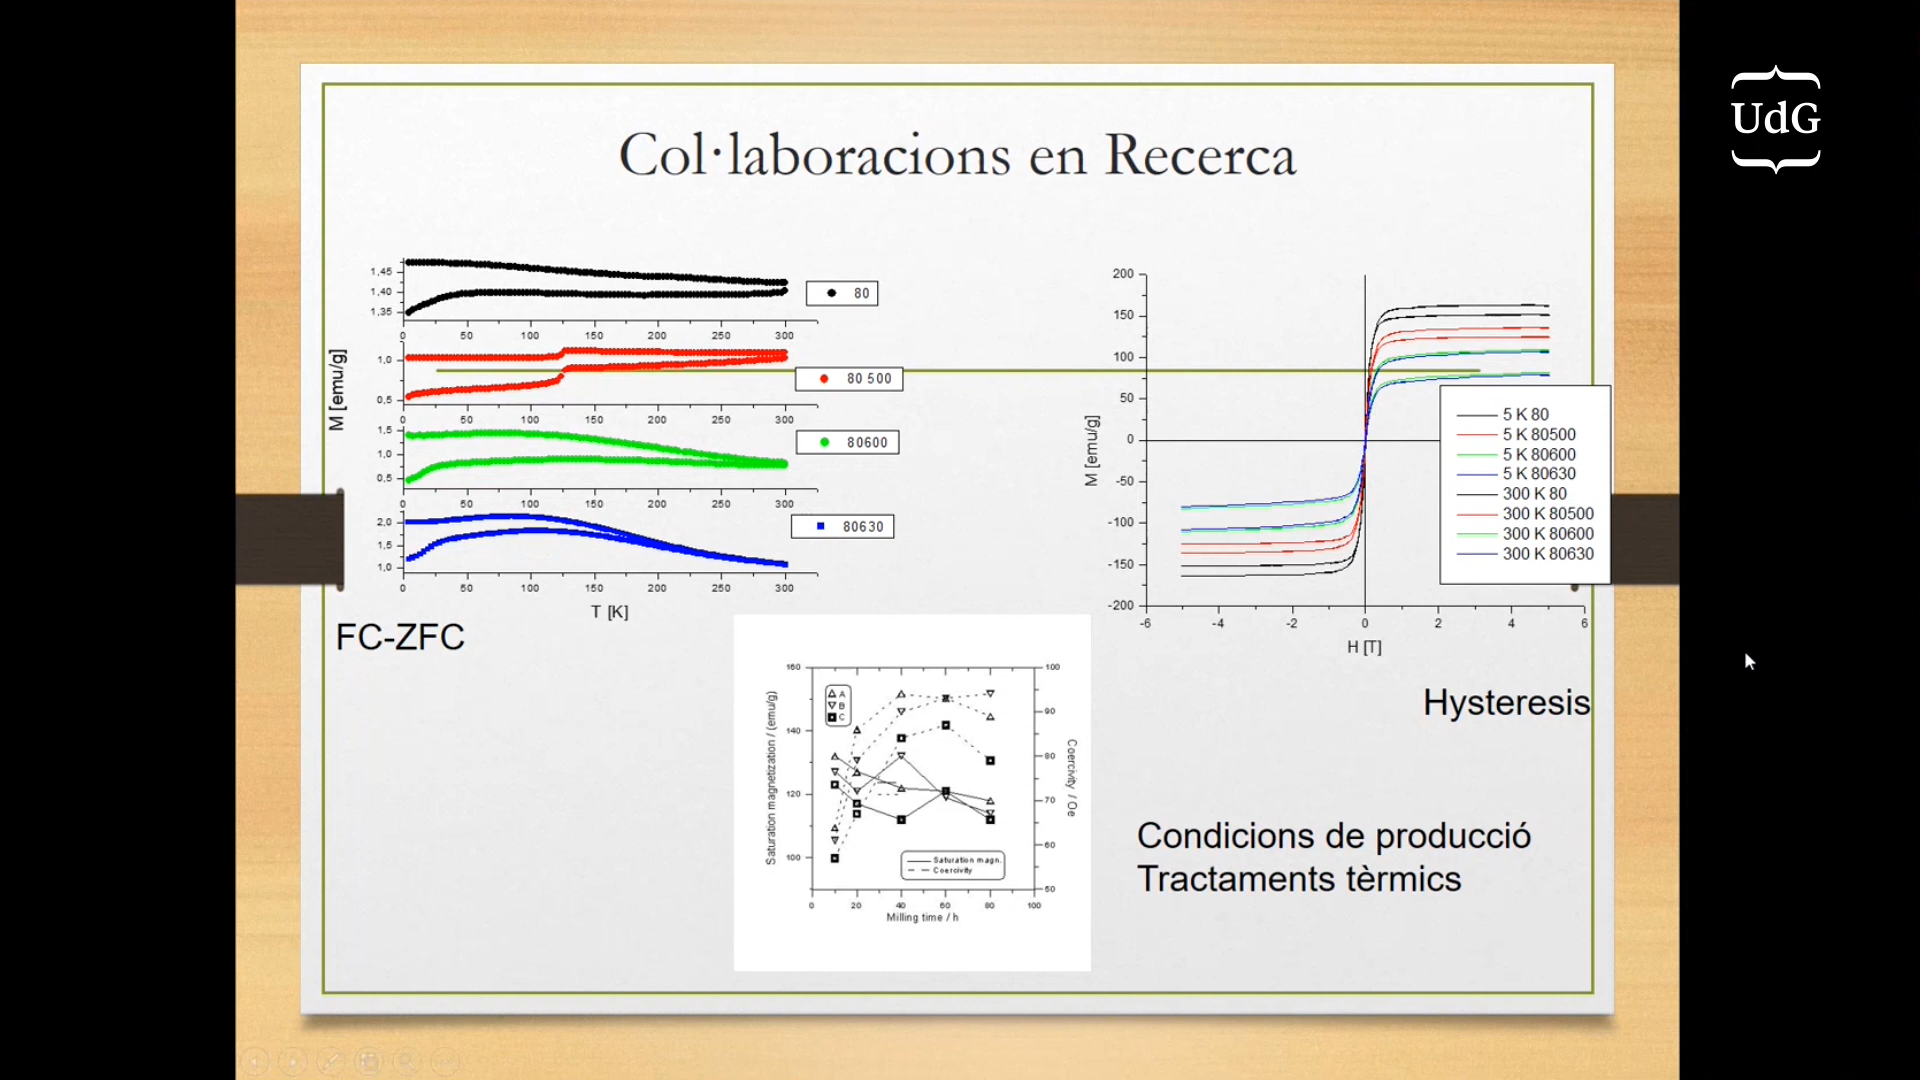 UdG
Col·laboracions en Recerca
M [emu/g]
1,45
1,40
1,35
0 50 100 150 200 250 300
80
1,0
0,5
0 50 100 150 200 250 300
80 500
1,5
1,0
0,5
0 50 100 150 200 250 300
80600
2,0
1,5
1,0
0 50 100 150 200 250 300
80630
T [K]
FC-ZFC
M [emu/g]
200
150
100
50
0
-50
-100
-150
-200
-6 -4 -2 0 2 4 6
H [T]
5 K 80
5 K 80500
5 K 80600
5 K 80630
300 K 80
300 K 80500
300 K 80600
300 K 80630
Hysteresis
Saturation magnetization / (emu/g)
160
140
120
100
A
B
C
Saturation magn.
Coercivity
100
90
80
70
60
50
Coercivity / Oe
0 20 40 60 80 100
Milling time / h
Condicions de producció
Tractaments tèrmics